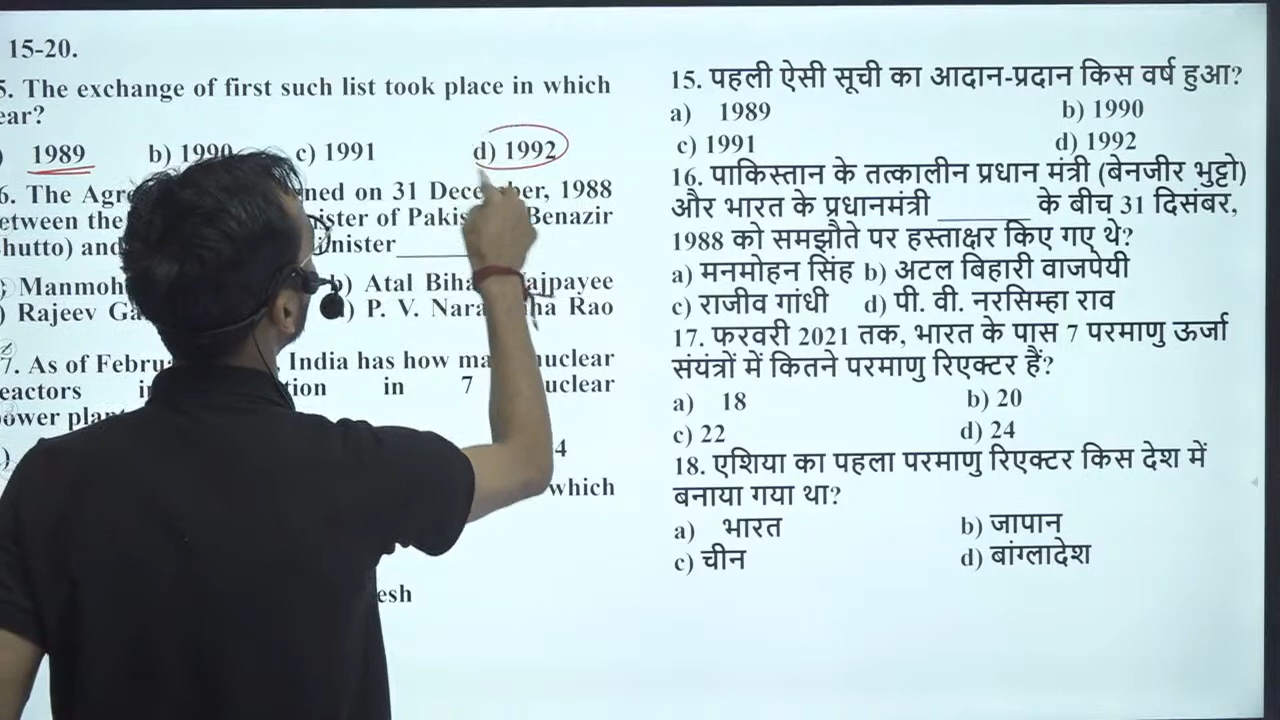 15-20.
5. The exchange of first such list took place in which
ear?
) 1989 b) 1990 c) 1991 d) 1992
6. The Agre ned on 31 December, 1988
etween the ister of Pakis Benazir
hutto) and inister______
Manmoh b) Atal Biha ajpayee
) Rajeev Ga ) P. V. Nara ha Rao
7. As of Febru India has how ma nuclear
eactors in tion in 7 uclear
ower plan
) 4
which
esh
15. पहली ऐसी सूची का आदान-प्रदान किस वर्ष हुआ?
a) 1989 b) 1990
c) 1991 d) 1992
16. पाकिस्तान के तत्कालीन प्रधान मंत्री (बेनजीर भुट्टो)
और भारत के प्रधानमंत्री ______ के बीच 31 दिसंबर,
1988 को समझौते पर हस्ताक्षर किए गए थे?
a) मनमोहन सिंह b) अटल बिहारी वाजपेयी
c) राजीव गांधी d) पी. वी. नरसिम्हा राव
17. फरवरी 2021 तक, भारत के पास 7 परमाणु ऊर्जा
संयंत्रों में कितने परमाणु रिएक्टर हैं?
a) 18 b) 20
c) 22 d) 24
18. एशिया का पहला परमाणु रिएक्टर किस देश में
बनाया गया था?
a) भारत b) जापान
c) चीन d) बांग्लादेश